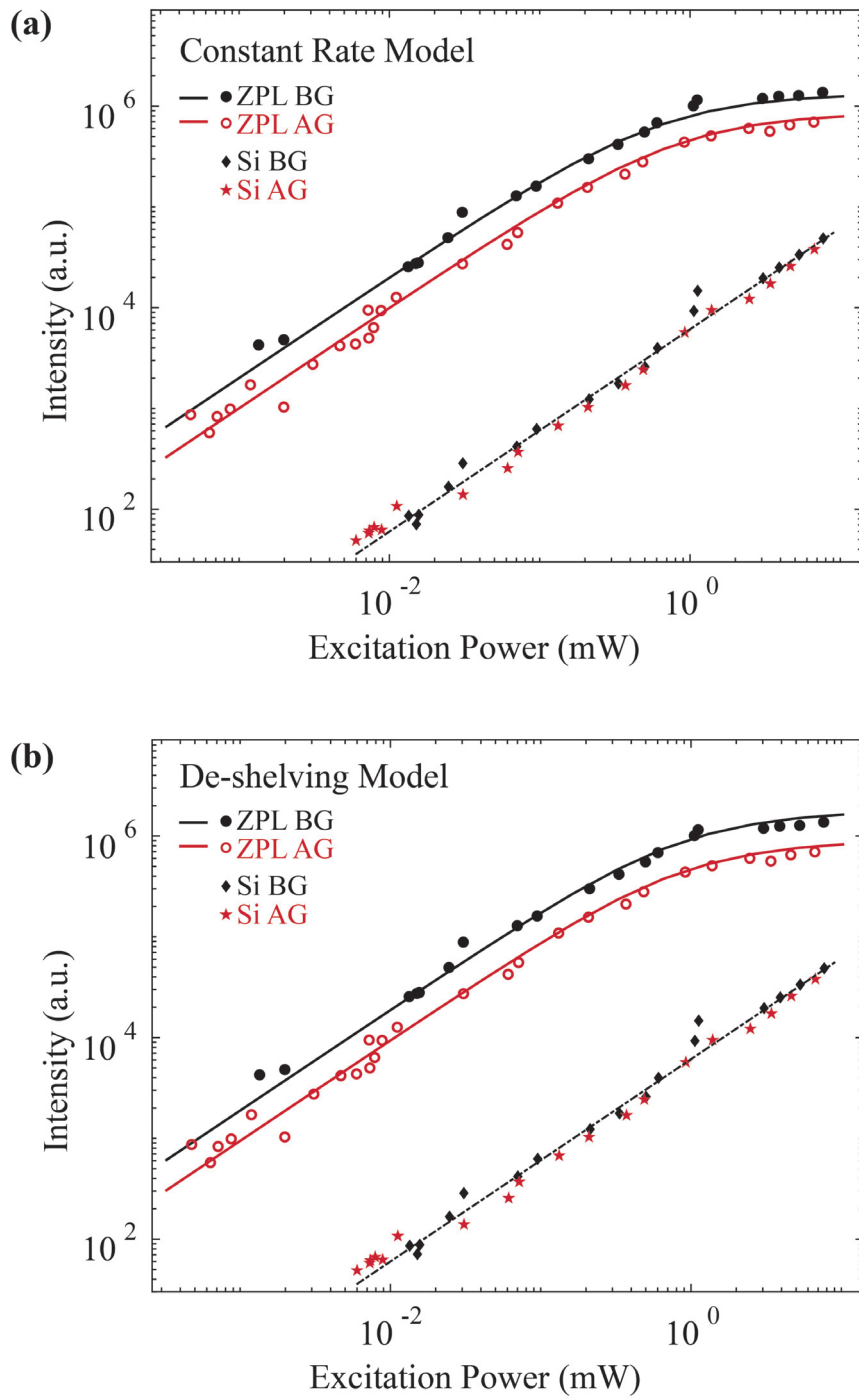 (a)
Constant Rate Model
ZPL BG
ZPL AG
Si BG
Si AG
10^6
10^4
10^2
Intensity (a.u.)
10^-2
10^0
Excitation Power (mW)
(b)
De-shelving Model
ZPL BG
ZPL AG
Si BG
Si AG
10^6
10^4
10^2
Intensity (a.u.)
10^-2
10^0
Excitation Power (mW)